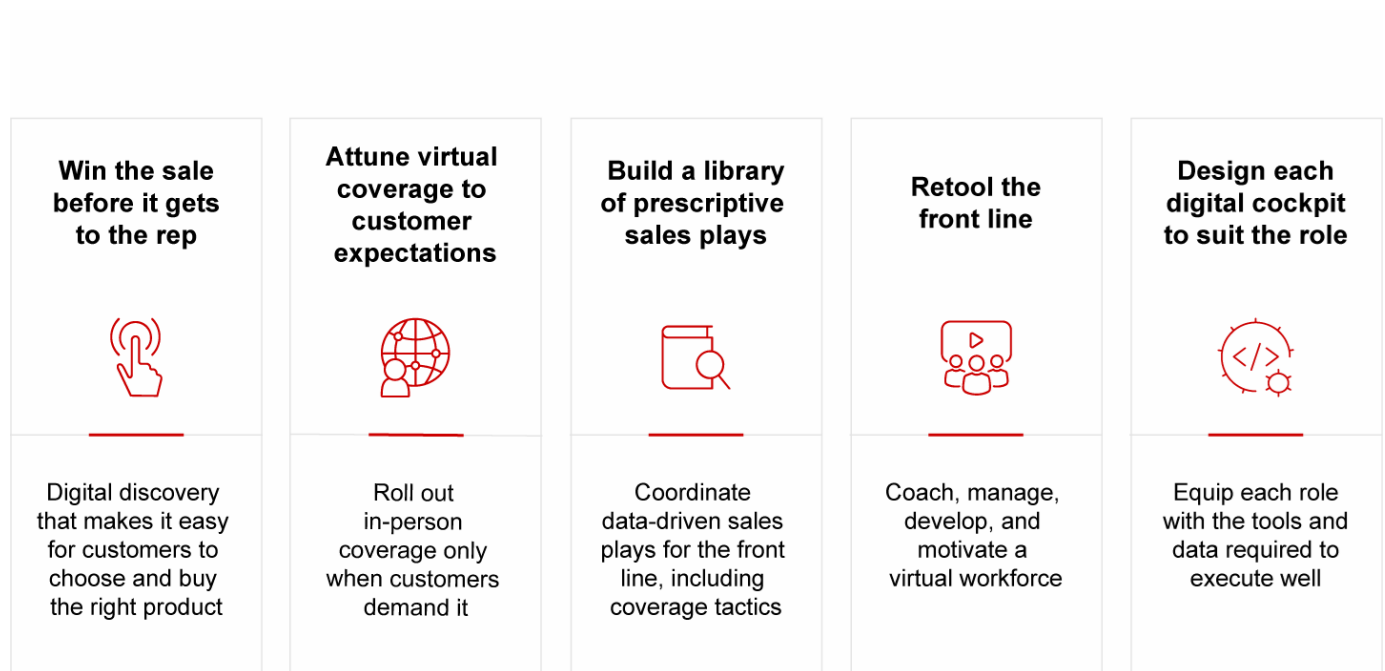 Win the sale
before it gets
to the rep
Digital discovery
that makes it easy
for customers to
choose and buy
the right product
Attune virtual
coverage to
customer
expectations
Roll out
in-person
coverage only
when customers
demand it
Build a library
of prescriptive
sales plays
Coordinate
data-driven sales
plays for the front
line, including
coverage tactics
Retool the
front line
Coach, manage,
develop, and
motivate a
virtual workforce
Design each
digital cockpit
to suit the role
Equip each role
with the tools and
data required to
execute well